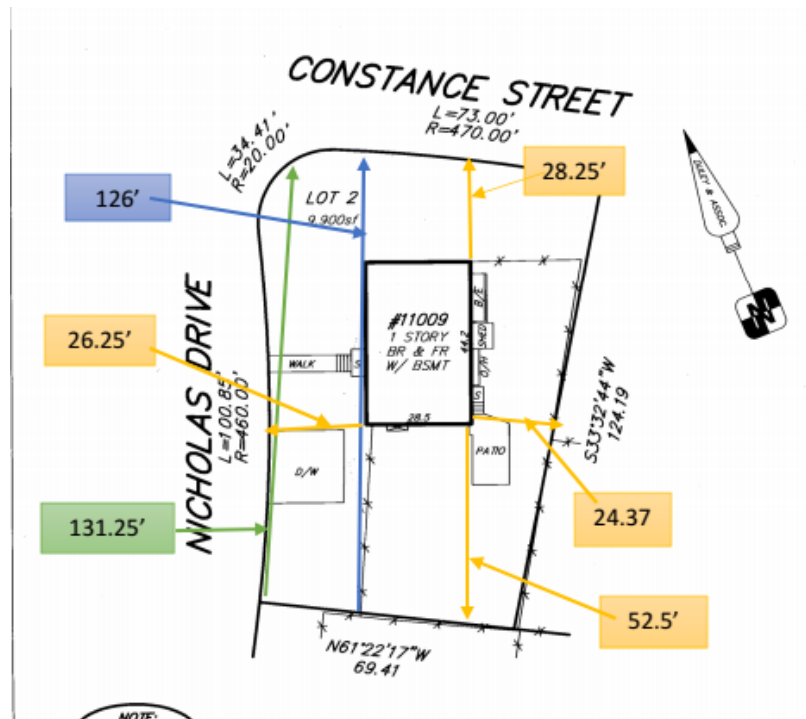 CONSTANCE STREET
L=73.00'
R=470.00'
L=34.41'
R=20.00'
28.25'
126'
LOT 2
9,900sf
DULEY & ASSOC.
NICHOLAS DRIVE
L=100.85'
R=460.00'
26.25'
#11009
1 STORY
BR & FR
W/ BSMT
44.2
28.5
B/E
SHED
O/H
S
S
WALK
D/W
PATIO
S33°32'44"W
124.19
24.37
131.25'
52.5'
N61°22'17"W
69.41
NOTE: